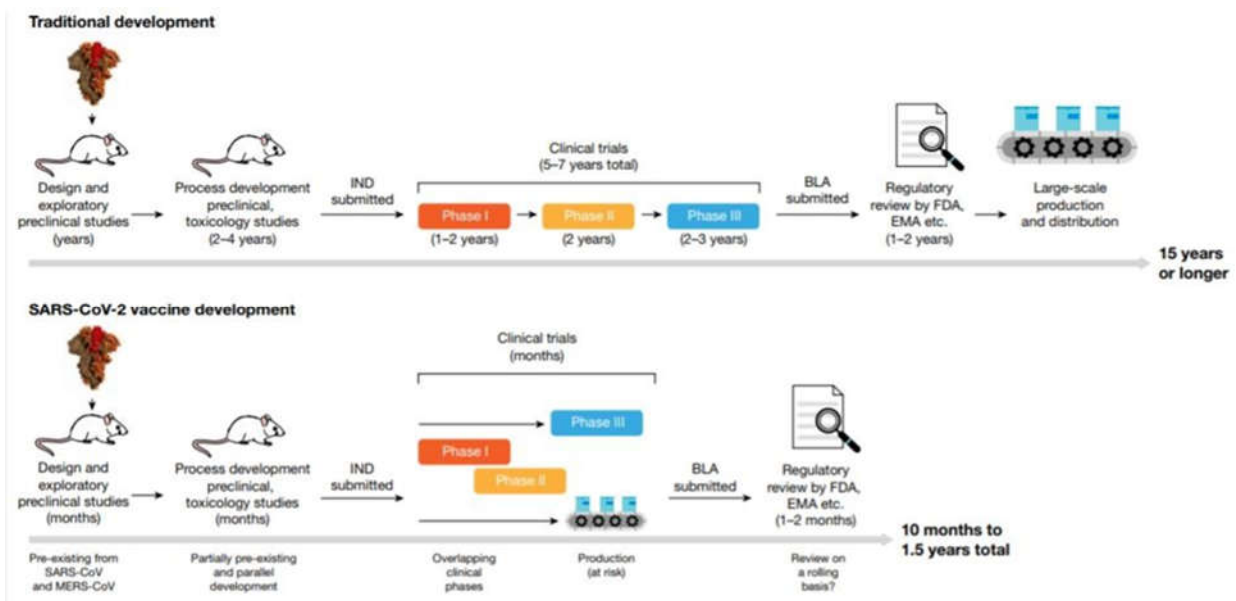 Traditional development
Design and
exploratory
preclinical studies
(years)
Process development
preclinical,
toxicology studies
(2–4 years)
IND
submitted
Clinical trials
(5–7 years total)
Phase I
(1–2 years)
Phase II
(2 years)
Phase III
(2–3 years)
BLA
submitted
Regulatory
review by FDA,
EMA etc.
(1–2 years)
Large-scale
production
and distribution
15 years
or longer
SARS-CoV-2 vaccine development
Design and
exploratory
preclinical studies
(months)
Process development
preclinical,
toxicology studies
(months)
IND
submitted
Clinical trials
(months)
Phase III
Phase I
Phase II
BLA
submitted
Regulatory
review by FDA,
EMA etc.
(1–2 months)
10 months to
1.5 years total
Pre-existing from
SARS-CoV
and MERS-CoV
Partially pre-existing
and parallel
development
Overlapping
clinical
phases
Production
(at risk)
Review on
a rolling
basis?